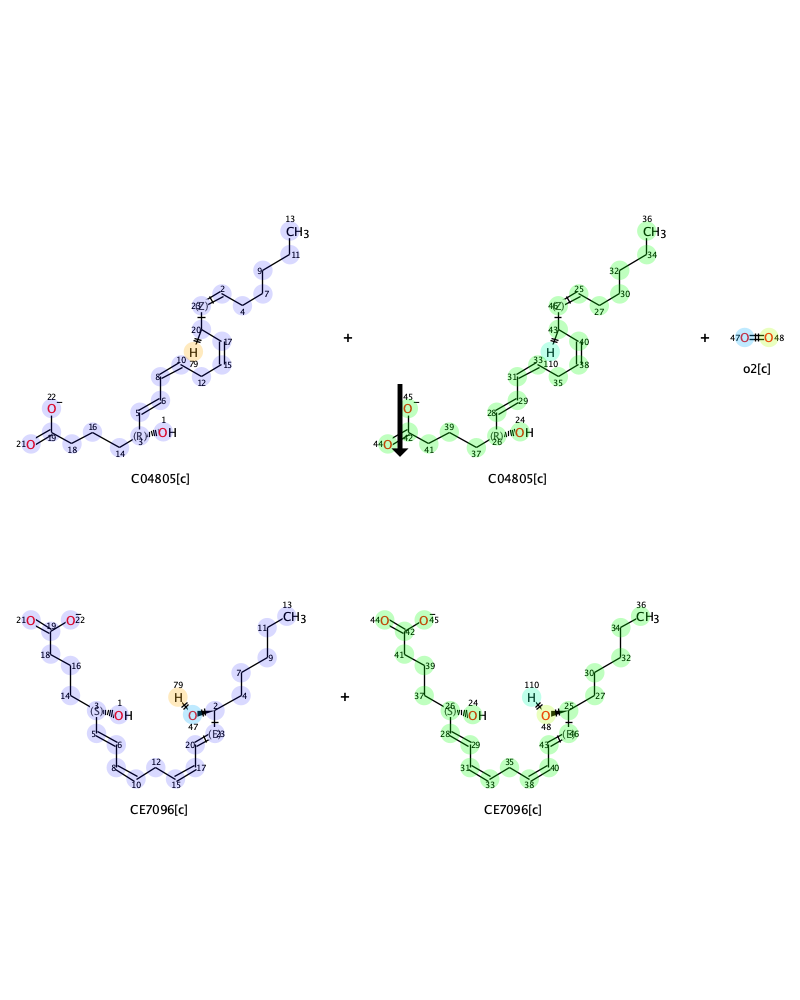 13
CH3
11
9
2
7
(Z)
4
20
17
H
79
10
15
8
12
6
22
O−
5
1
OH
16
(R)
3
21
O
19
18
14
C04805[c]
+
36
CH3
34
32
25
30
(Z)
27
43
40
H
110
33
38
31
35
29
45
O−
28
24
OH
39
(R)
26
44
O
42
41
37
C04805[c]
+
47 O O 48
o2[c]
21 O
19
O− 22
18
16
14
3
(S)
1
OH
5
6
8
10
12
15
17
20
(E)
23
79
H
O
47
2
4
7
9
11
13
CH3
CE7096[c]
+
44 O
42
O− 45
41
39
37
26
(S)
24
OH
28
29
31
33
35
38
40
43
(E)
46
110
H
O
48
25
27
30
32
34
36
CH3
CE7096[c]